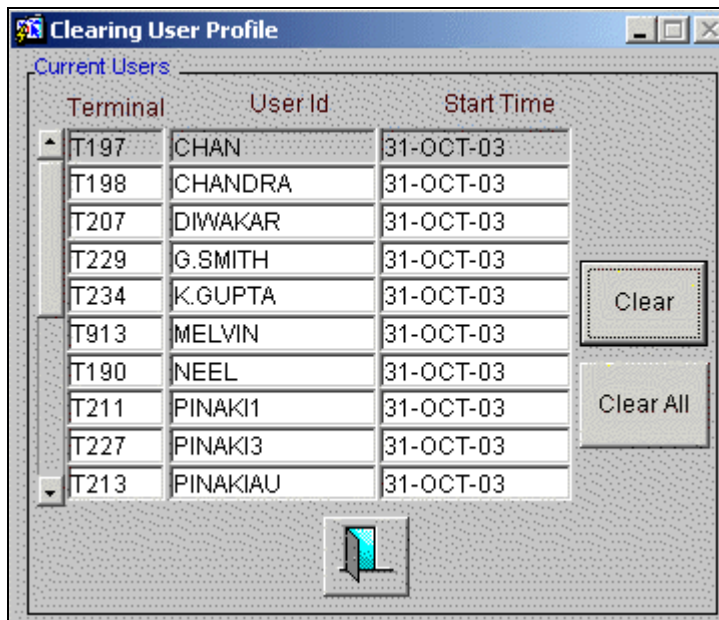 Clearing User Profile
Current Users
Terminal User Id Start Time
T197 CHAN 31-OCT-03
T198 CHANDRA 31-OCT-03
T207 DIWAKAR 31-OCT-03
T229 G.SMITH 31-OCT-03
T234 K.GUPTA 31-OCT-03
Clear
T913 MELVIN 31-OCT-03
T190 NEEL 31-OCT-03
T211 PINAKI1 31-OCT-03
Clear All
T227 PINAKI3 31-OCT-03
T213 PINAKIAU 31-OCT-03